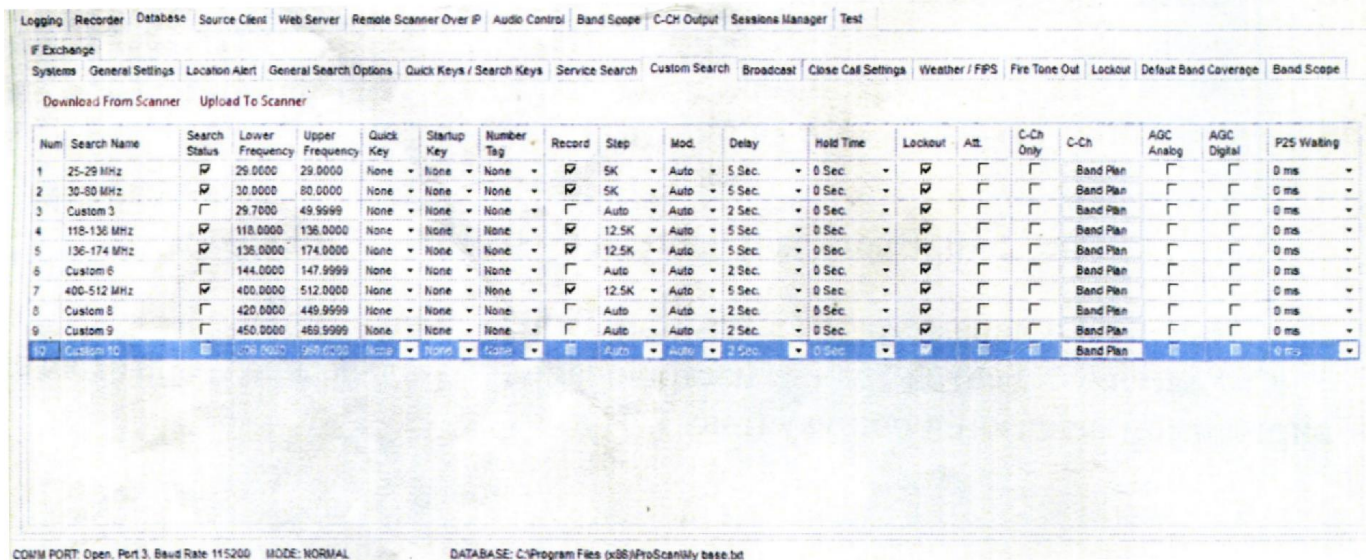 Logging Recorder Database Source Client Web Server Remote Scanner Over IP Audio Control Band Scope C-CH Output Sessions Manager Test
IF Exchange
Systems General Settings Location Alert General Search Options Quick Keys / Search Keys Service Search Custom Search Broadcast Close Call Settings Weather / FIPS Fire Tone Out Lockout Default Band Coverage Band Scope
Download From Scanner Upload To Scanner
Num Search Name Search Status Lower Frequency Upper Frequency Quick Key Startup Key Number Tag Record Step Mod. Delay Hold Time Lockout Att. C-Ch Only C-Ch AGC Analog AGC Digital P25 Waiting
1 25-29 MHz 29.0000 29.0000 None None None 5K Auto 5 Sec. 0 Sec. Band Plan 0 ms
2 30-80 MHz 30.0000 80.0000 None None None 5K Auto 5 Sec. 0 Sec. Band Plan 0 ms
3 Custom 3 29.7000 49.9999 None None None Auto Auto 2 Sec. 0 Sec. Band Plan 0 ms
4 118-136 MHz 118.0000 136.0000 None None None 12.5K Auto 5 Sec. 0 Sec. Band Plan 0 ms
5 136-174 MHz 136.0000 174.0000 None None None 12.5K Auto 5 Sec. 0 Sec. Band Plan 0 ms
6 Custom 6 144.0000 147.9999 None None None Auto Auto 2 Sec. 0 Sec. Band Plan 0 ms
7 400-512 MHz 400.0000 512.0000 None None None 12.5K Auto 5 Sec. 0 Sec. Band Plan 0 ms
8 Custom 8 420.0000 449.9999 None None None Auto Auto 2 Sec. 0 Sec. Band Plan 0 ms
9 Custom 9 450.0000 469.9999 None None None Auto Auto 2 Sec. 0 Sec. Band Plan 0 ms
10 Custom 10 None None None Auto Auto 2 Sec. 0 Sec. Band Plan 0 ms
COMM PORT: Open, Port 3, Baud Rate 115200 MODE: NORMAL DATABASE: C:\Program Files (x86)\ProScan\My base.txt